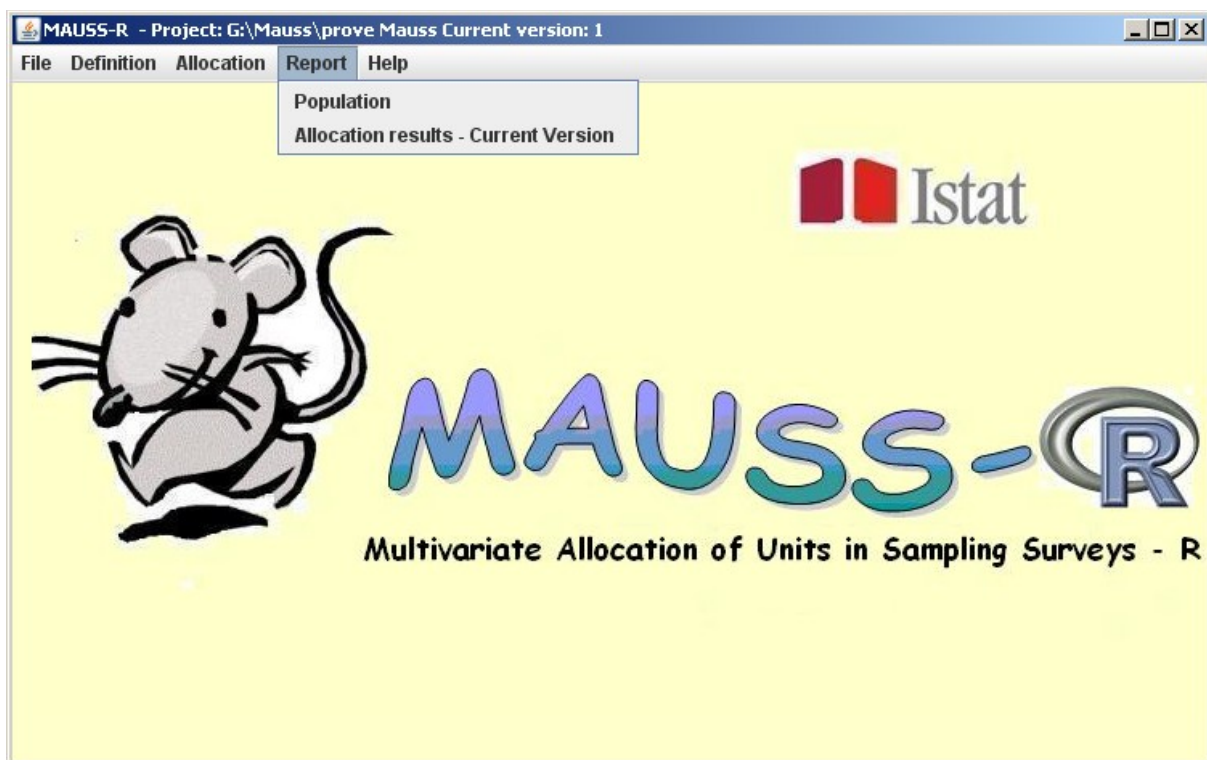 MAUSS-R - Project: G:\Mauss\prove Mauss Current version: 1
File Definition Allocation Report Help
Population
Allocation results - Current Version
Istat
MAUSS-R
Multivariate Allocation of Units in Sampling Surveys - R